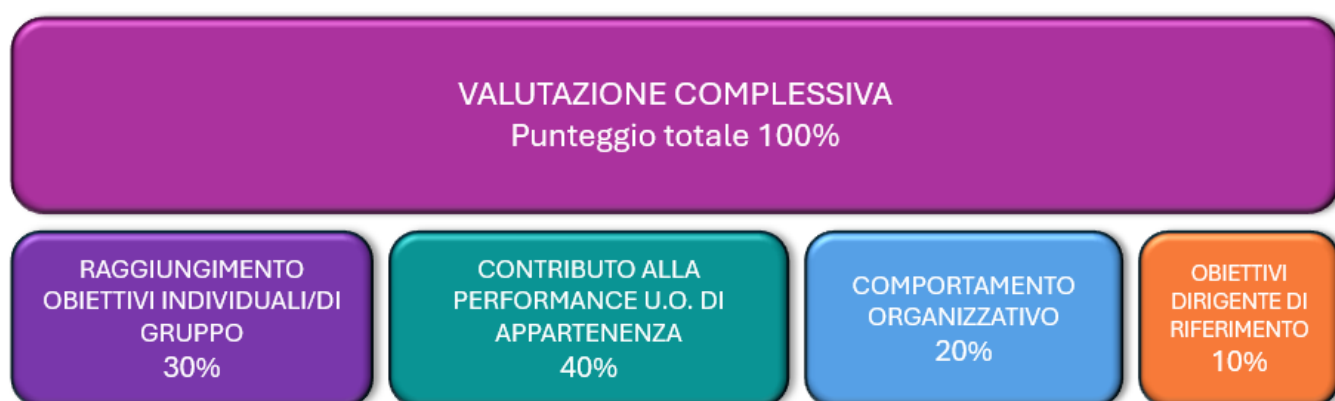 VALUTAZIONE COMPLESSIVA
Punteggio totale 100%
RAGGIUNGIMENTO
OBIETTIVI INDIVIDUALI/DI
GRUPPO
30%
CONTRIBUTO ALLA
PERFORMANCE U.O. DI
APPARTENENZA
40%
COMPORTAMENTO
ORGANIZZATIVO
20%
OBIETTIVI
DIRIGENTE DI
RIFERIMENTO
10%